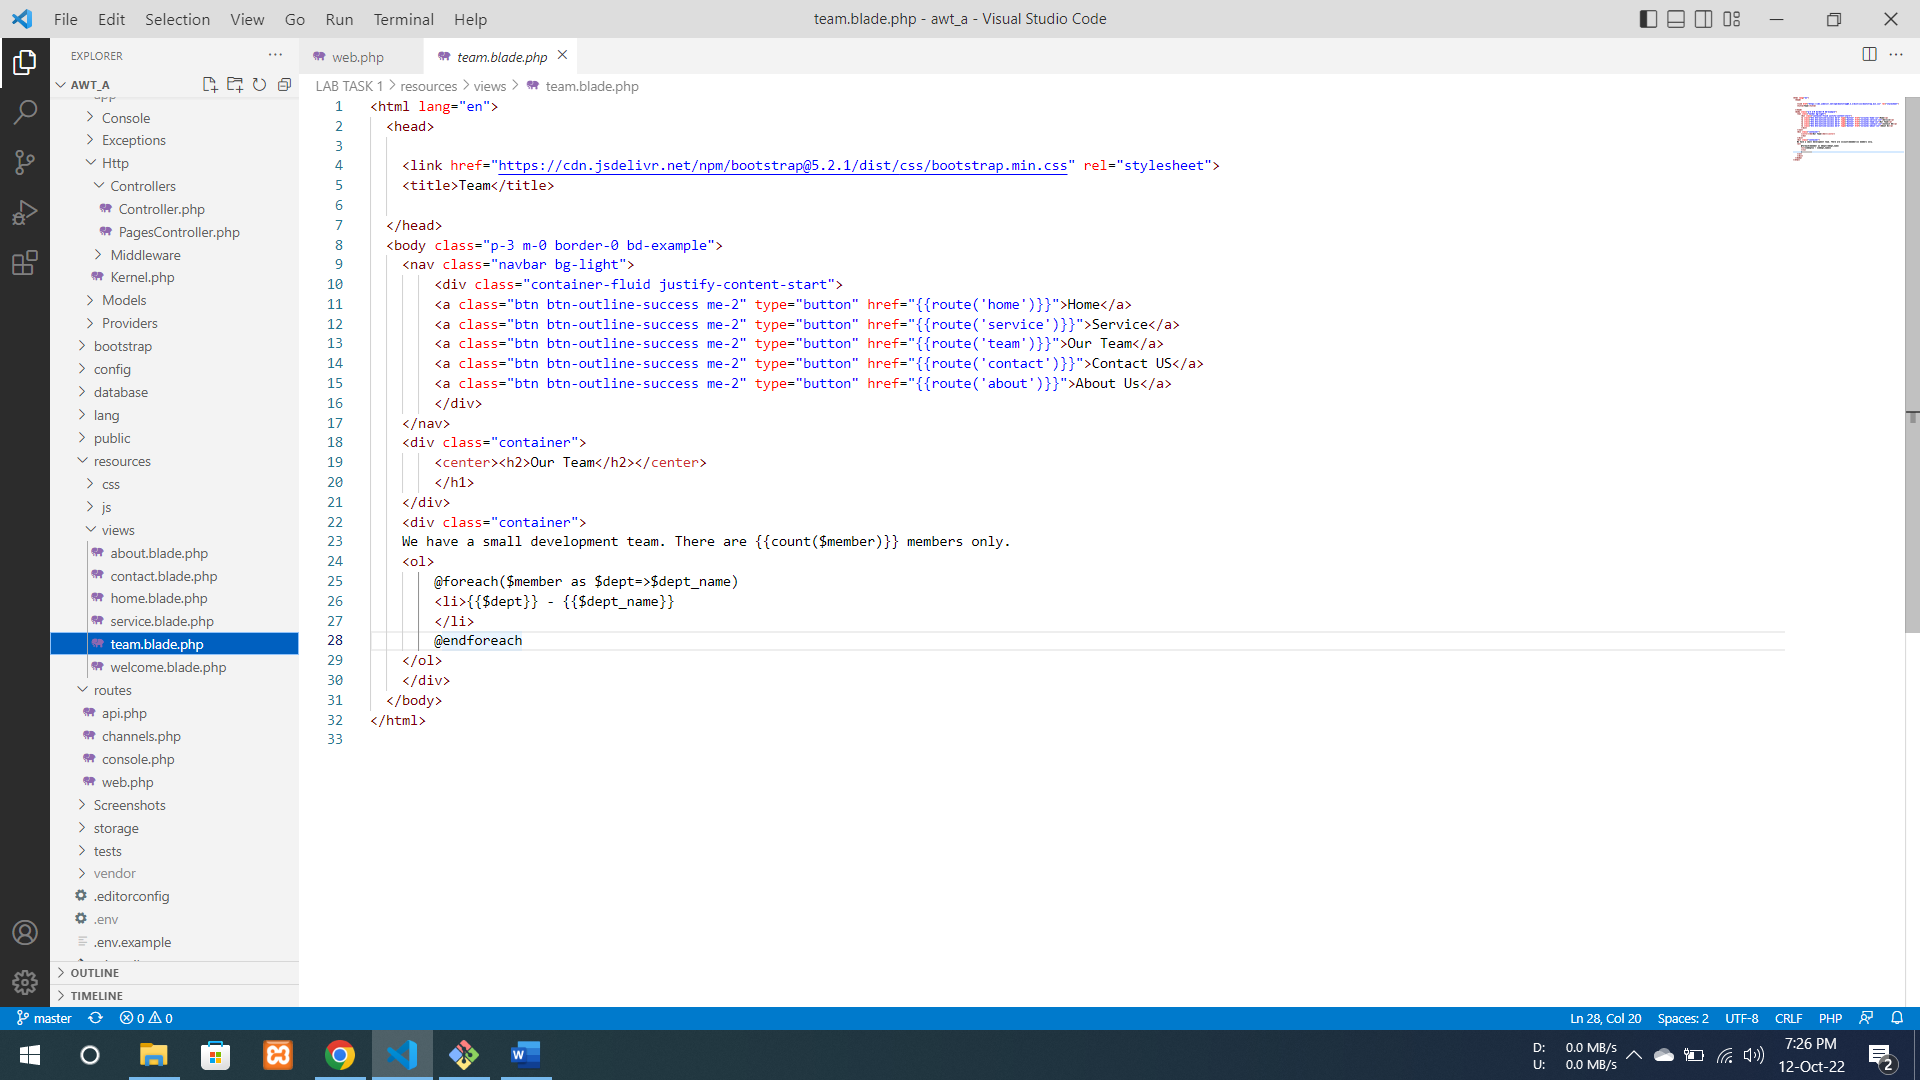 File Edit Selection View Go Run Terminal Help
team.blade.php - awt_a - Visual Studio Code
EXPLORER
AWT_A
app
Console
Exceptions
Http
Controllers
Controller.php
PagesController.php
Middleware
Kernel.php
Models
Providers
bootstrap
config
database
lang
public
resources
css
js
views
about.blade.php
contact.blade.php
home.blade.php
service.blade.php
team.blade.php
welcome.blade.php
routes
api.php
channels.php
console.php
web.php
Screenshots
storage
tests
vendor
.editorconfig
.env
.env.example
OUTLINE
TIMELINE
web.php
team.blade.php
LAB TASK 1 > resources > views > team.blade.php
1 <html lang="en">
2 <head>
3
4 <link href="https://cdn.jsdelivr.net/npm/bootstrap@5.2.1/dist/css/bootstrap.min.css" rel="stylesheet">
5 <title>Team</title>
6
7 </head>
8 <body class="p-3 m-0 border-0 bd-example">
9 <nav class="navbar bg-light">
10 <div class="container-fluid justify-content-start">
11 <a class="btn btn-outline-success me-2" type="button" href="{{route('home')}}">Home</a>
12 <a class="btn btn-outline-success me-2" type="button" href="{{route('service')}}">Service</a>
13 <a class="btn btn-outline-success me-2" type="button" href="{{route('team')}}">Our Team</a>
14 <a class="btn btn-outline-success me-2" type="button" href="{{route('contact')}}">Contact US</a>
15 <a class="btn btn-outline-success me-2" type="button" href="{{route('about')}}">About Us</a>
16 </div>
17 </nav>
18 <div class="container">
19 <center><h2>Our Team</h2></center>
20 </h1>
21 </div>
22 <div class="container">
23 We have a small development team. There are {{count($member)}} members only.
24 <ol>
25 @foreach($member as $dept=>$dept_name)
26 <li>{{$dept}} - {{$dept_name}}
27 </li>
28 @endforeach
29 </ol>
30 </div>
31 </body>
32 </html>
33
master 0 0
Ln 28, Col 20 Spaces: 2 UTF-8 CRLF PHP
D: 0.0 MB/s
U: 0.0 MB/s
7:26 PM
12-Oct-22
2